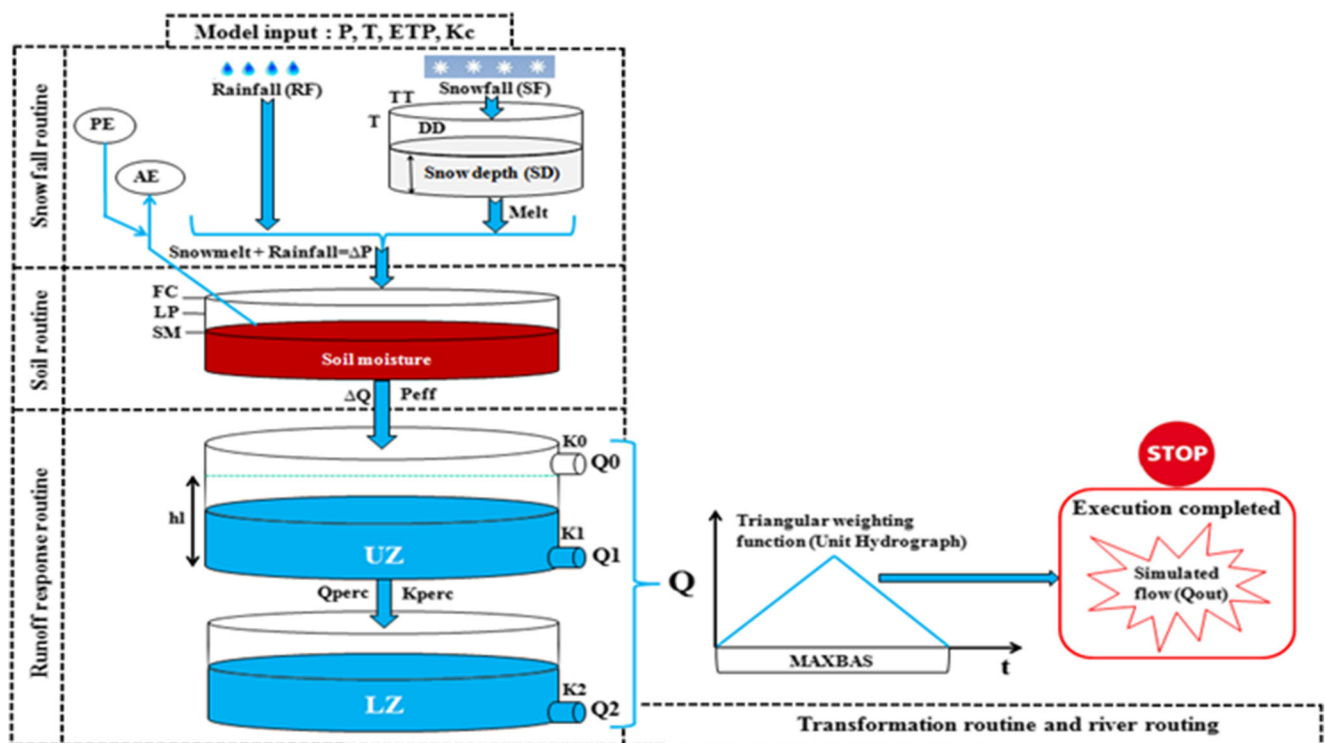 Model input : P, T, ETP, Kc
Snowfall routine
Rainfall (RF)
Snowfall (SF)
TT
T
DD
PE
AE
Snow depth (SD)
Melt
Snowmelt + Rainfall=ΔP
Soil routine
FC
LP
SM
Soil moisture
ΔQ
Peff
Runoff response routine
K0
Q0
hl
K1
UZ
Q1
Qperc
Kperc
K2
LZ
Q2
Q
Triangular weighting
function (Unit Hydrograph)
MAXBAS
t
STOP
Execution completed
Simulated
flow (Qout)
Transformation routine and river routing